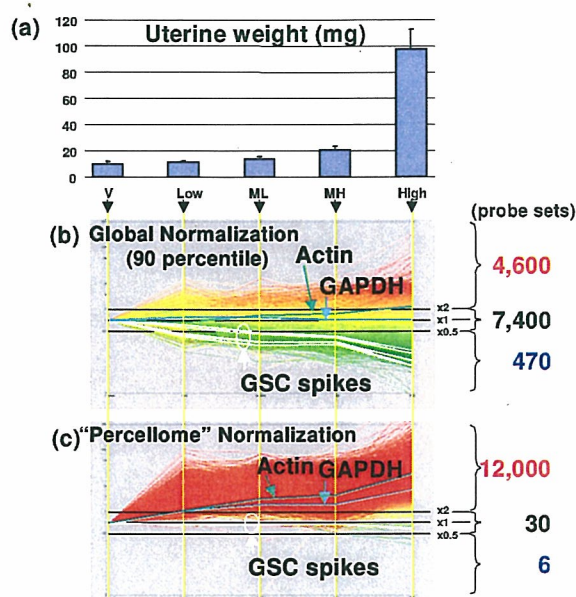 (a)
Uterine weight (mg)
120
100
80
60
40
20
0
V Low ML MH High
(probe sets)
(b) Global Normalization
(90 percentile)
Actin
GAPDH
GSC spikes
x2
x1
x0.5
4,600
7,400
470
(c) “Percellome” Normalization
Actin GAPDH
GSC spikes
x2
x1
x0.5
12,000
30
6